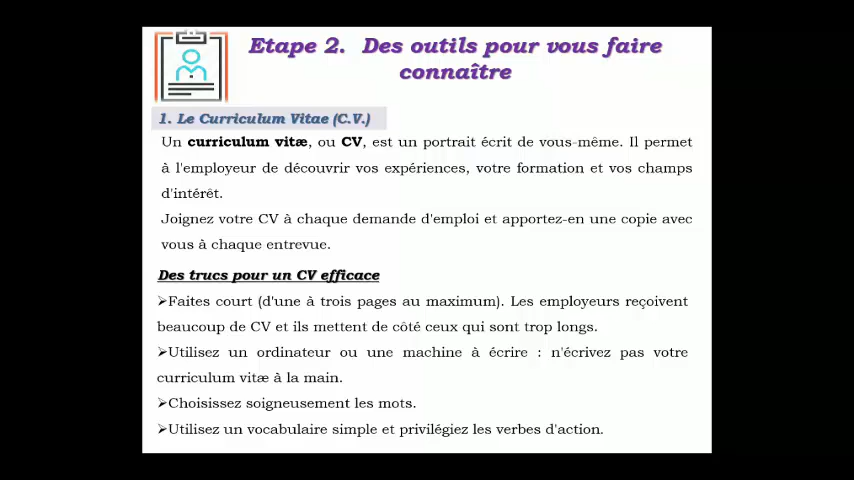 Etape 2. Des outils pour vous faire
connaître
1. Le Curriculum Vitae (C.V.)
Un curriculum vitæ, ou CV, est un portrait écrit de vous-même. Il permet
à l'employeur de découvrir vos expériences, votre formation et vos champs
d'intérêt.
Joignez votre CV à chaque demande d'emploi et apportez-en une copie avec
vous à chaque entrevue.
Des trucs pour un CV efficace
➢Faites court (d'une à trois pages au maximum). Les employeurs reçoivent
beaucoup de CV et ils mettent de côté ceux qui sont trop longs.
➢Utilisez un ordinateur ou une machine à écrire : n'écrivez pas votre
curriculum vitæ à la main.
➢Choisissez soigneusement les mots.
➢Utilisez un vocabulaire simple et privilégiez les verbes d'action.